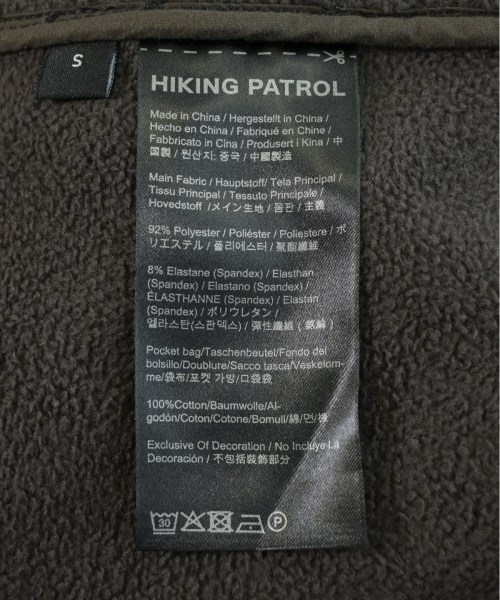 S
HIKING PATROL
Made in China / Hergestellt in China /
Hecho en China / Fabriqué en Chine /
Fabbricato in Cina / Produsert i Kina / 中
国製 / 원산지: 중국 / 中國製造
Main Fabric / Hauptstoff/ Tela Principal /
Tissu Principal / Tessuto Principale /
Hovedstoff /メイン生地 / 몸판 / 主義
92% Polyester / Poliéster / Poliestere / ポ
リエステル / 폴리에스터 / 聚酯纖維
8% Elastane (Spandex) / Elasthan
(Spandex) / Elastano (Spandex) /
ÉLASTHANNE (Spandex) / Elastan
(Spandex) / ポリウレタン /
엘라스탄(스판덱스) / 彈性纖維 (氨綸)
Pocket bag/Taschenbeutel/Fondo del
bolsillo/Doublure/Sacco tasca/Veskelom-
me/袋布/포켓 가방/口袋袋
100%Cotton/Baumwolle/Al-
godón/Coton/Cotone/Bomull/綿/면/棉
Exclusive Of Decoration / No Incluye La
Decoración / 不包括裝飾部分
30 P